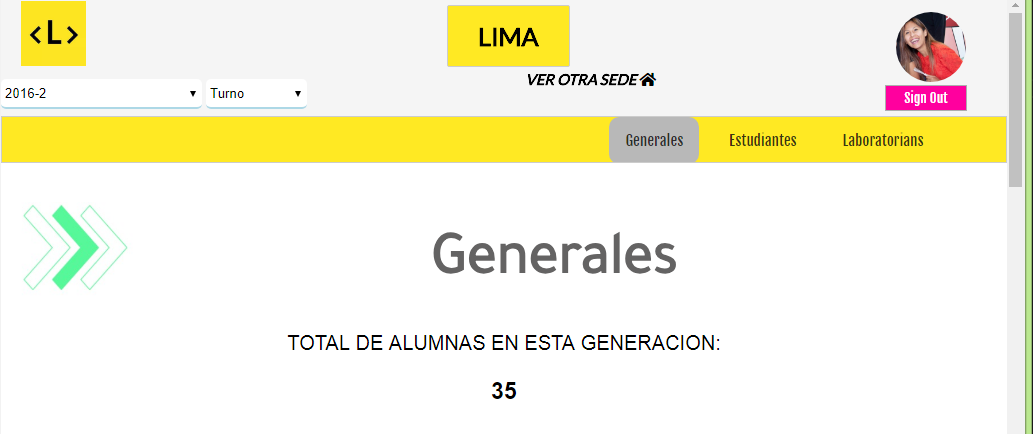 <L>
LIMA
VER OTRA SEDE
2016-2
Turno
Sign Out
Generales
Estudiantes
Laboratorians
Generales
TOTAL DE ALUMNAS EN ESTA GENERACION:
35